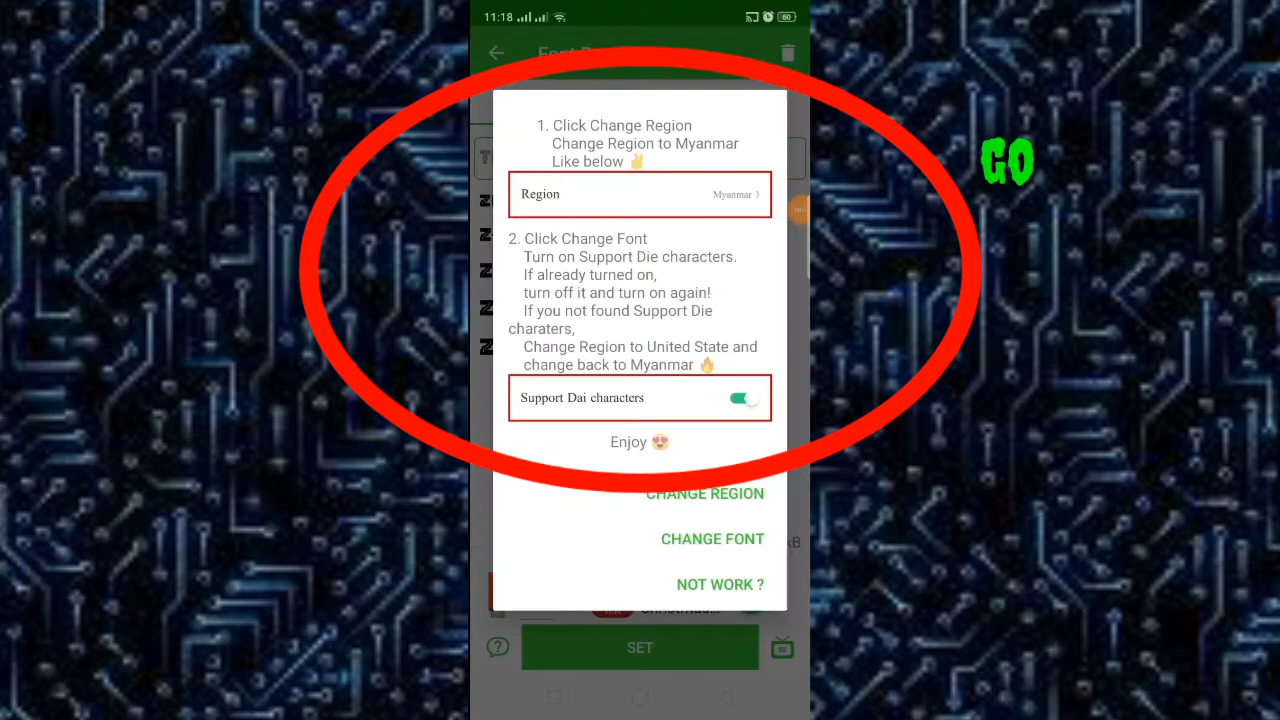 11:18
60
GO
1. Click Change Region
Change Region to Myanmar
Like below ✌
Region
Myanmar
2. Click Change Font
Turn on Support Die characters.
If already turned on,
turn off it and turn on again!
If you not found Support Die
charaters,
Change Region to United State and
change back to Myanmar 🔥
Support Dai characters
Enjoy 😍
CHANGE REGION
CHANGE FONT
NOT WORK ?
SET